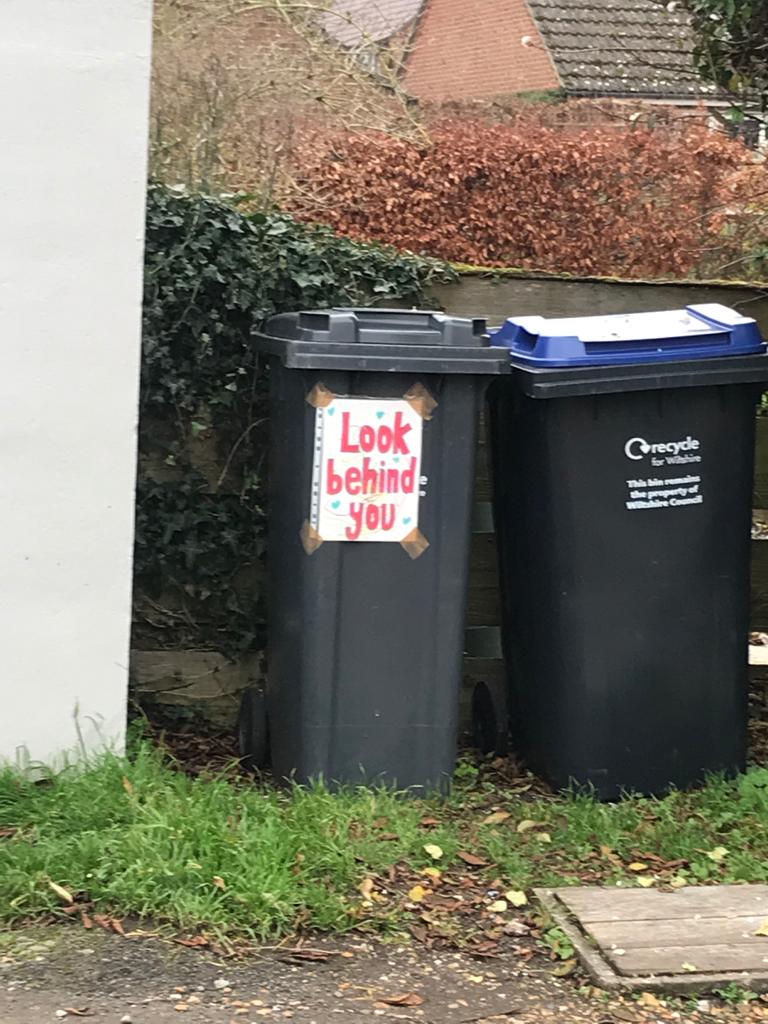 Look
behind
you
recycle
for Wiltshire
This bin remains
the property of
Wiltshire Council